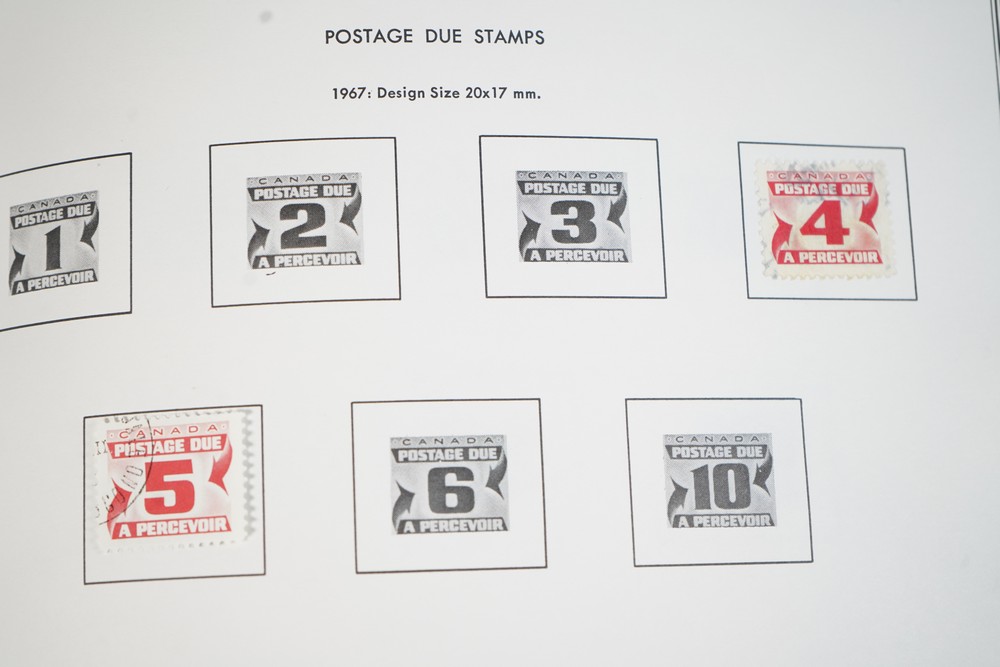 POSTAGE DUE STAMPS
1967: Design Size 20x17 mm.
CANADA
POSTAGE DUE
1
A PERCEVOIR
CANADA
POSTAGE DUE
2
A PERCEVOIR
CANADA
POSTAGE DUE
3
A PERCEVOIR
CANADA
POSTAGE DUE
4
A PERCEVOIR
CANADA
POSTAGE DUE
5
A PERCEVOIR
CANADA
POSTAGE DUE
6
A PERCEVOIR
CANADA
POSTAGE DUE
10
A PERCEVOIR